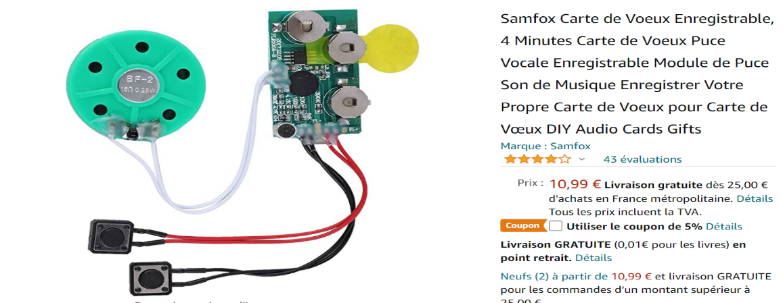 BF-2
16Ω 0.25W
Samfox Carte de Voeux Enregistrable,
4 Minutes Carte de Voeux Puce
Vocale Enregistrable Module de Puce
Son de Musique Enregistrer Votre
Propre Carte de Voeux pour Carte de
Vœux DIY Audio Cards Gifts
Marque : Samfox
43 évaluations
Prix : 10,99 € Livraison gratuite dès 25,00 €
d'achats en France métropolitaine. Détails
Tous les prix incluent la TVA.
Coupon Utiliser le coupon de 5% Détails
Livraison GRATUITE (0,01€ pour les livres) en
point retrait. Détails
Neufs (2) à partir de 10,99 € et livraison GRATUITE
pour les commandes d'un montant supérieur à
25,00 €